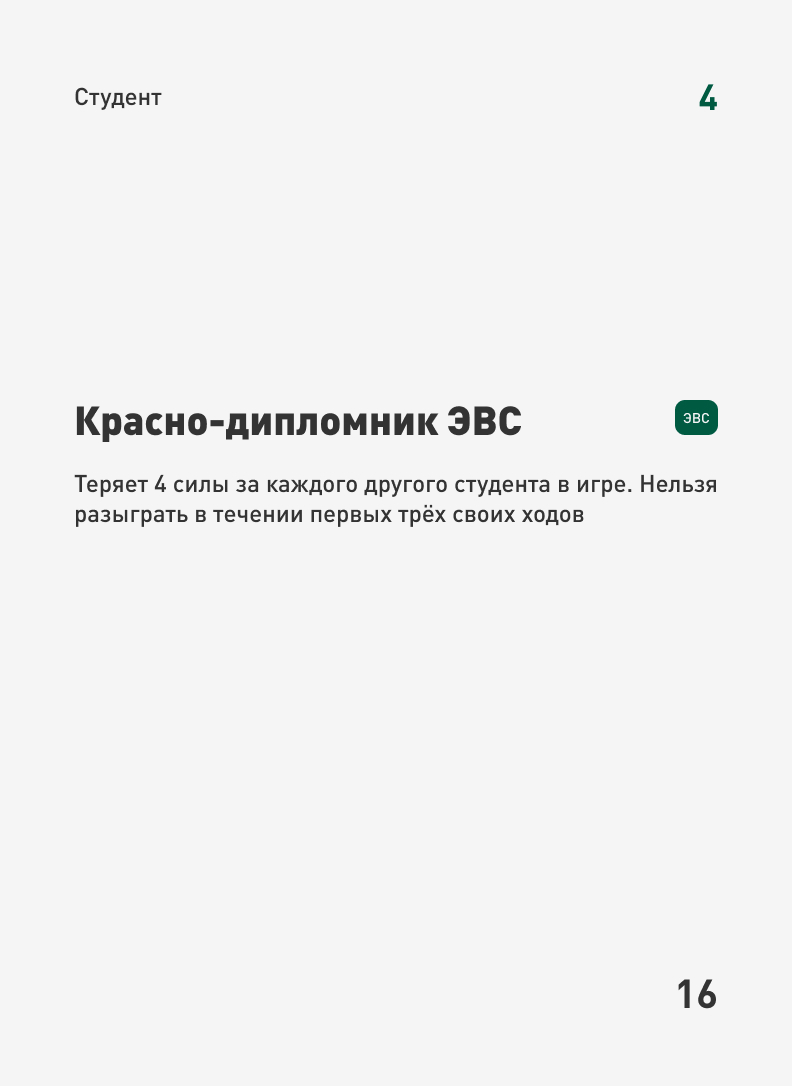 Студент
4
Красно-дипломник ЭВС
ЭВС
Теряет 4 силы за каждого другого студента в игре. Нельзя
разыграть в течении первых трёх своих ходов
16